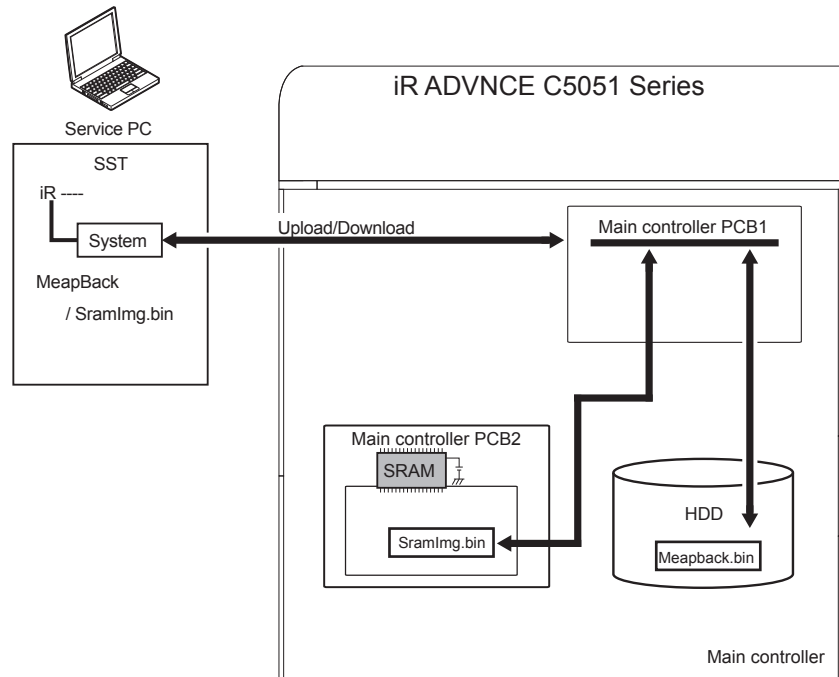 iR ADVNCE C5051 Series
Service PC
SST
iR ----
System
MeapBack
/ SramImg.bin
Upload/Download
Main controller PCB1
Main controller PCB2
SRAM
SramImg.bin
HDD
Meapback.bin
Main controller